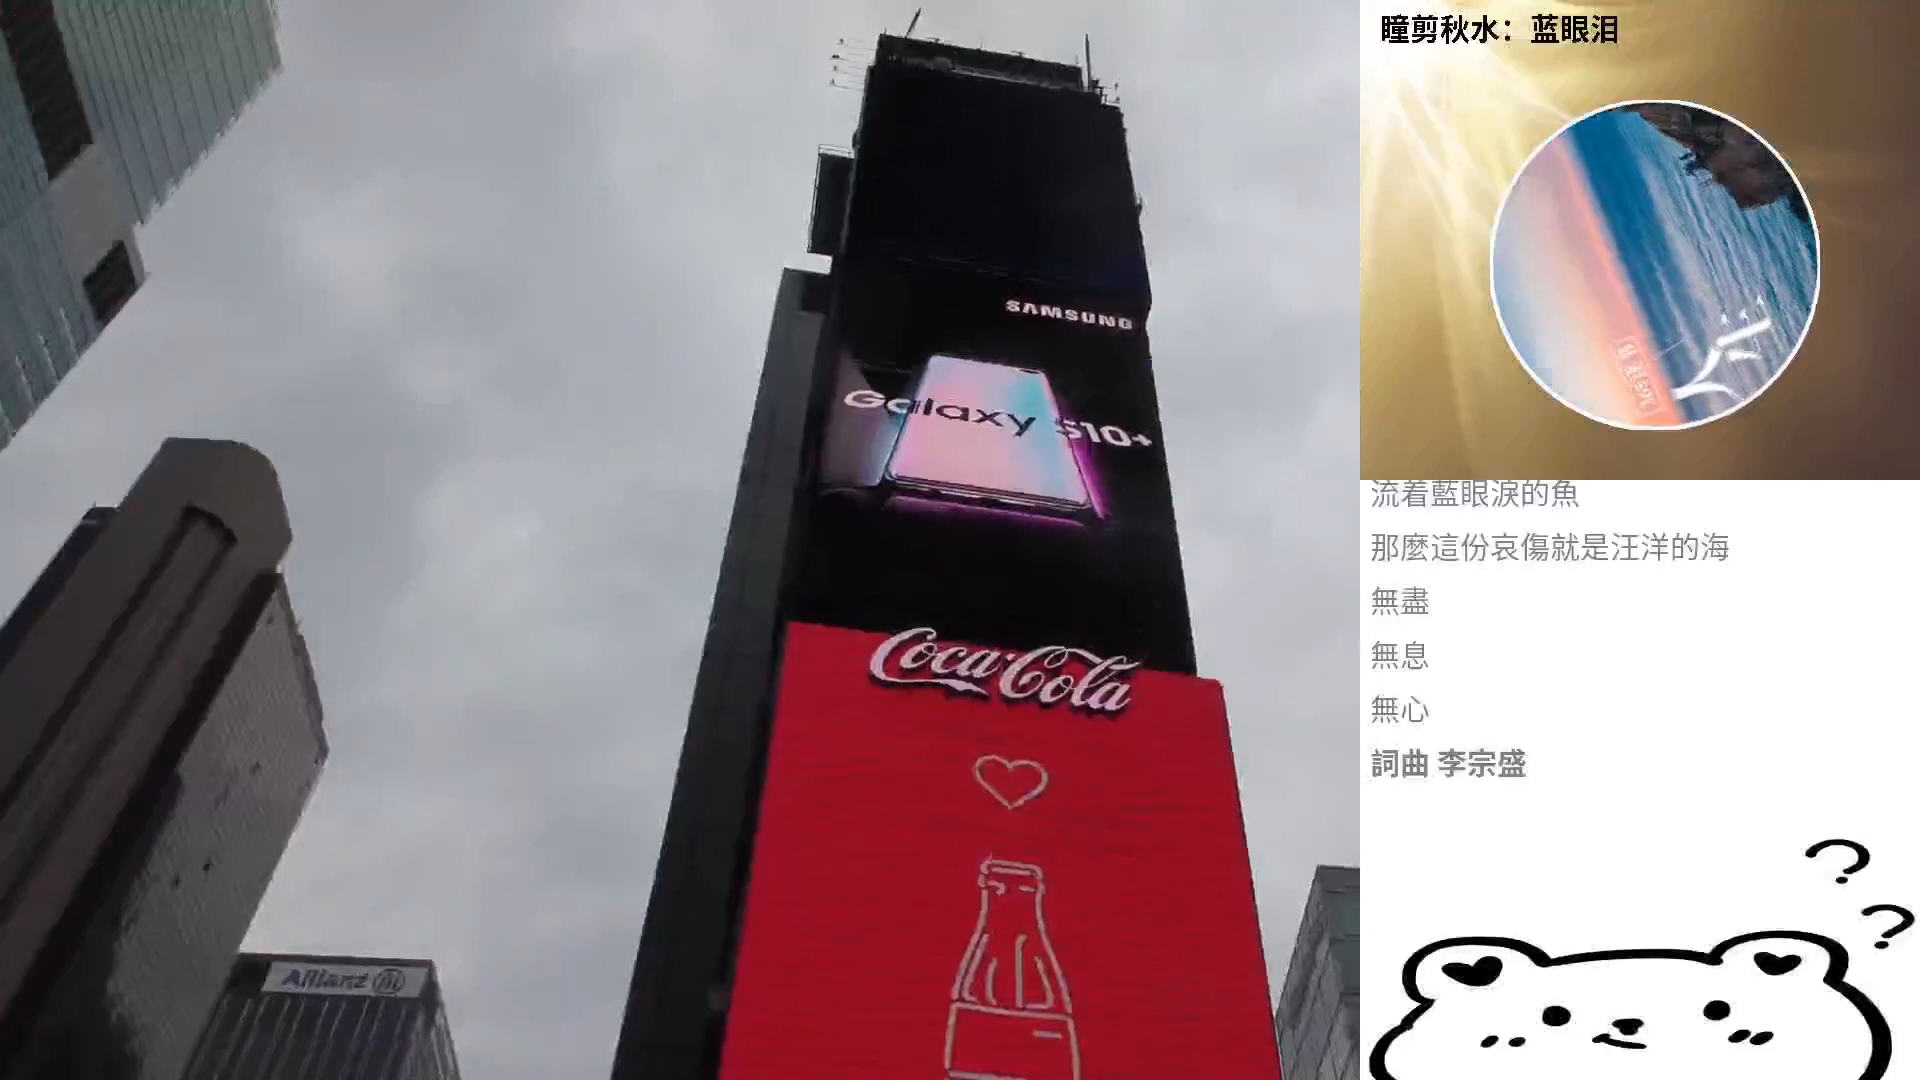 SAMSUNG
Galaxy S10+
Coca-Cola
Allianz
瞳剪秋水：蓝眼泪
流着藍眼淚的魚
那麼這份哀傷就是汪洋的海
無盡
無息
無心
詞曲 李宗盛
? ?